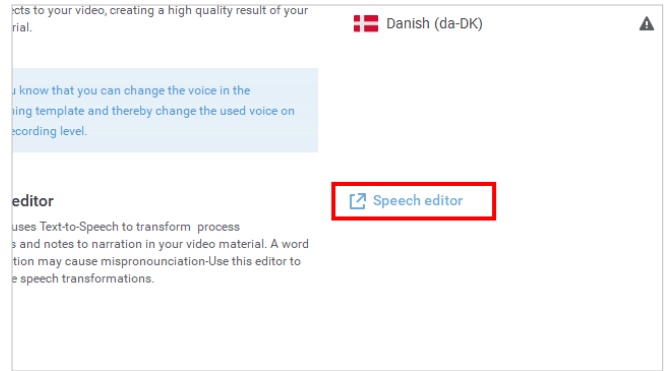 cts to your video, creating a high quality result of your
rial.
Danish (da-DK)
u know that you can change the voice in the
ning template and thereby change the used voice on
ecording level.
editor
uses Text-to-Speech to transform process
s and notes to narration in your video material. A word
tion may cause mispronounciation-Use this editor to
e speech transformations.
Speech editor